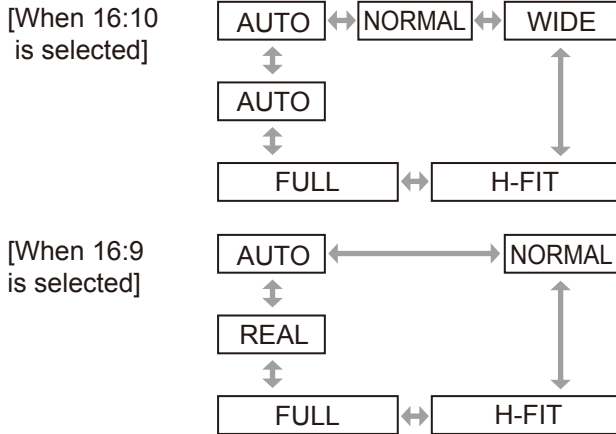 [When 16:10
is selected]
AUTO NORMAL WIDE
AUTO
FULL H-FIT
[When 16:9
is selected]
AUTO NORMAL
REAL
FULL H-FIT